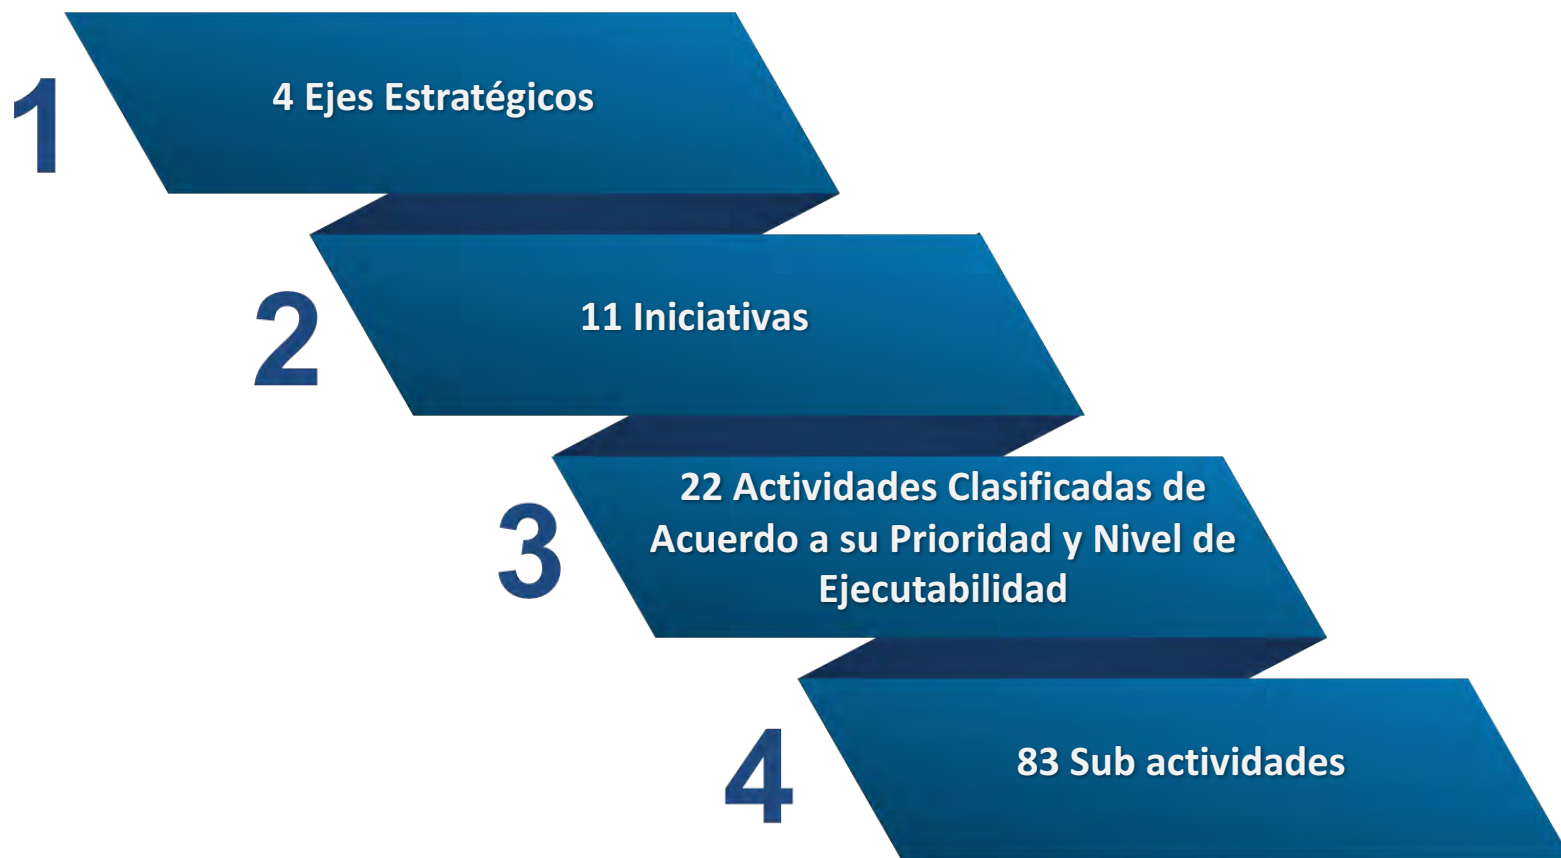 1
4 Ejes Estratégicos
2
11 Iniciativas
3
22 Actividades Clasificadas de
Acuerdo a su Prioridad y Nivel de
Ejecutabilidad
4
83 Sub actividades